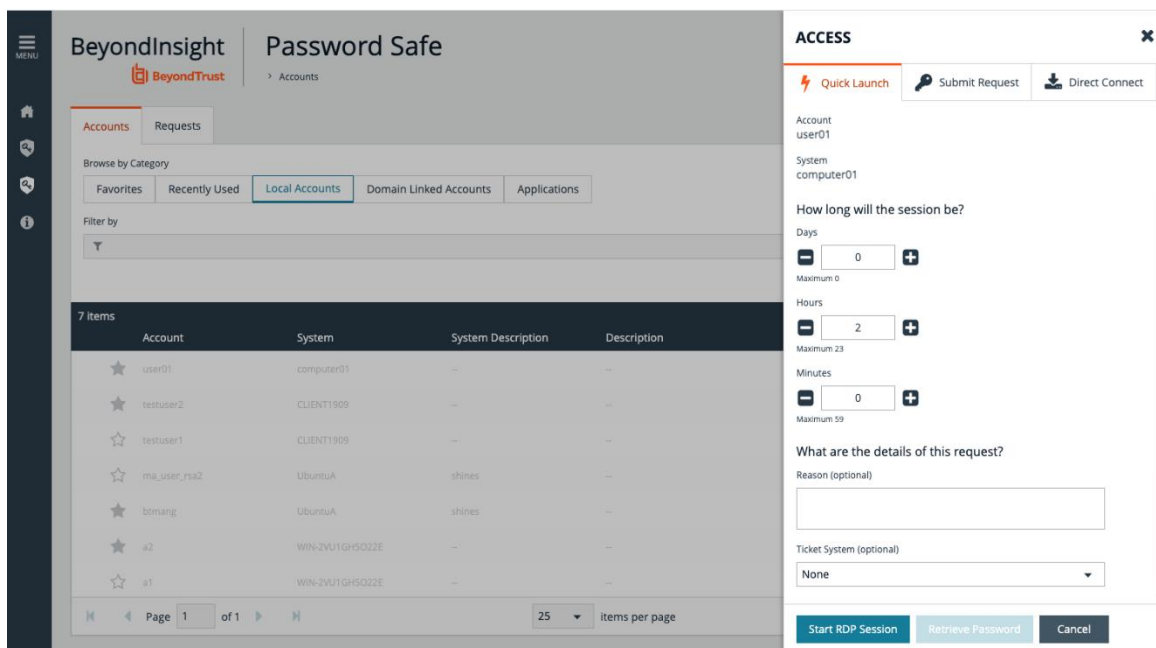 MENU
BeyondInsight
BeyondTrust
Password Safe
> Accounts
Accounts Requests
Browse by Category
Favorites Recently Used Local Accounts Domain Linked Accounts Applications
Filter by
7 items
Account System System Description Description
user01 computer01 -- --
testuser2 CLIENT1909 -- --
testuser1 CLIENT1909 -- --
ma_user_rsa2 UbuntuA shines --
btmang UbuntuA shines --
a2 WIN-2VU1GHSO22E -- --
a1 WIN-2VU1GHSO22E -- --
Page 1 of 1 25 items per page
ACCESS
Quick Launch Submit Request Direct Connect
Account
user01
System
computer01
How long will the session be?
Days
0
Maximum 0
Hours
2
Maximum 23
Minutes
0
Maximum 59
What are the details of this request?
Reason (optional)
Ticket System (optional)
None
Start RDP Session Retrieve Password Cancel